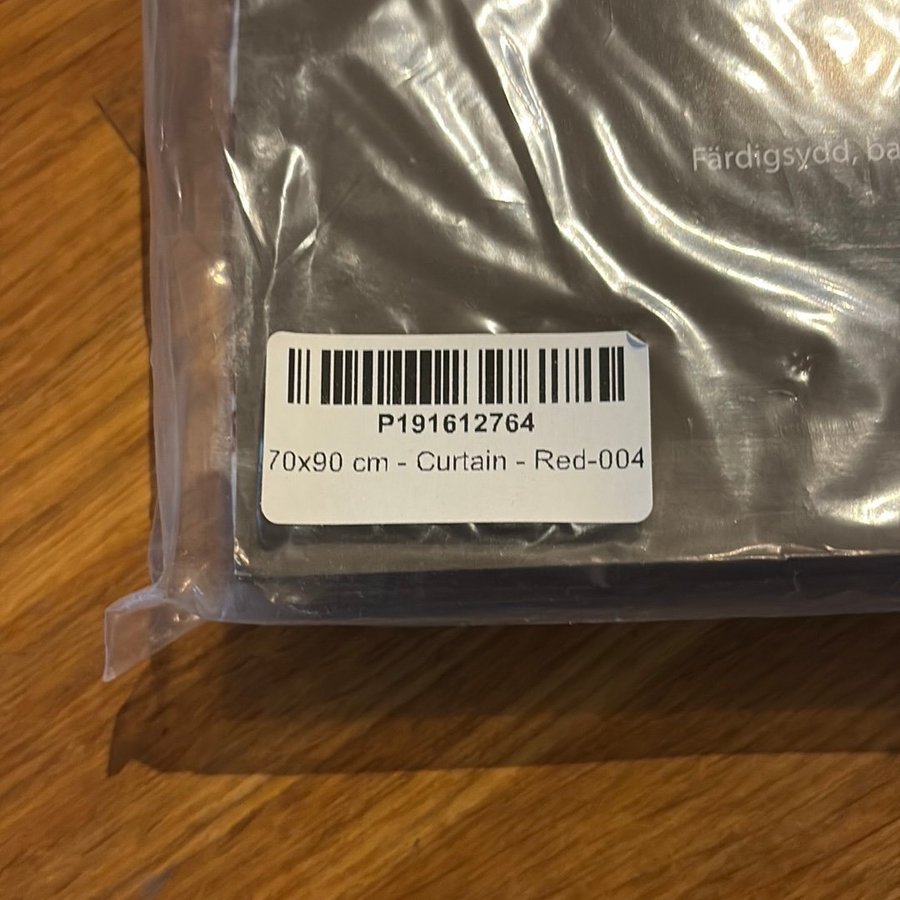 Färdigsydd, ba
P191612764
70x90 cm - Curtain - Red-004